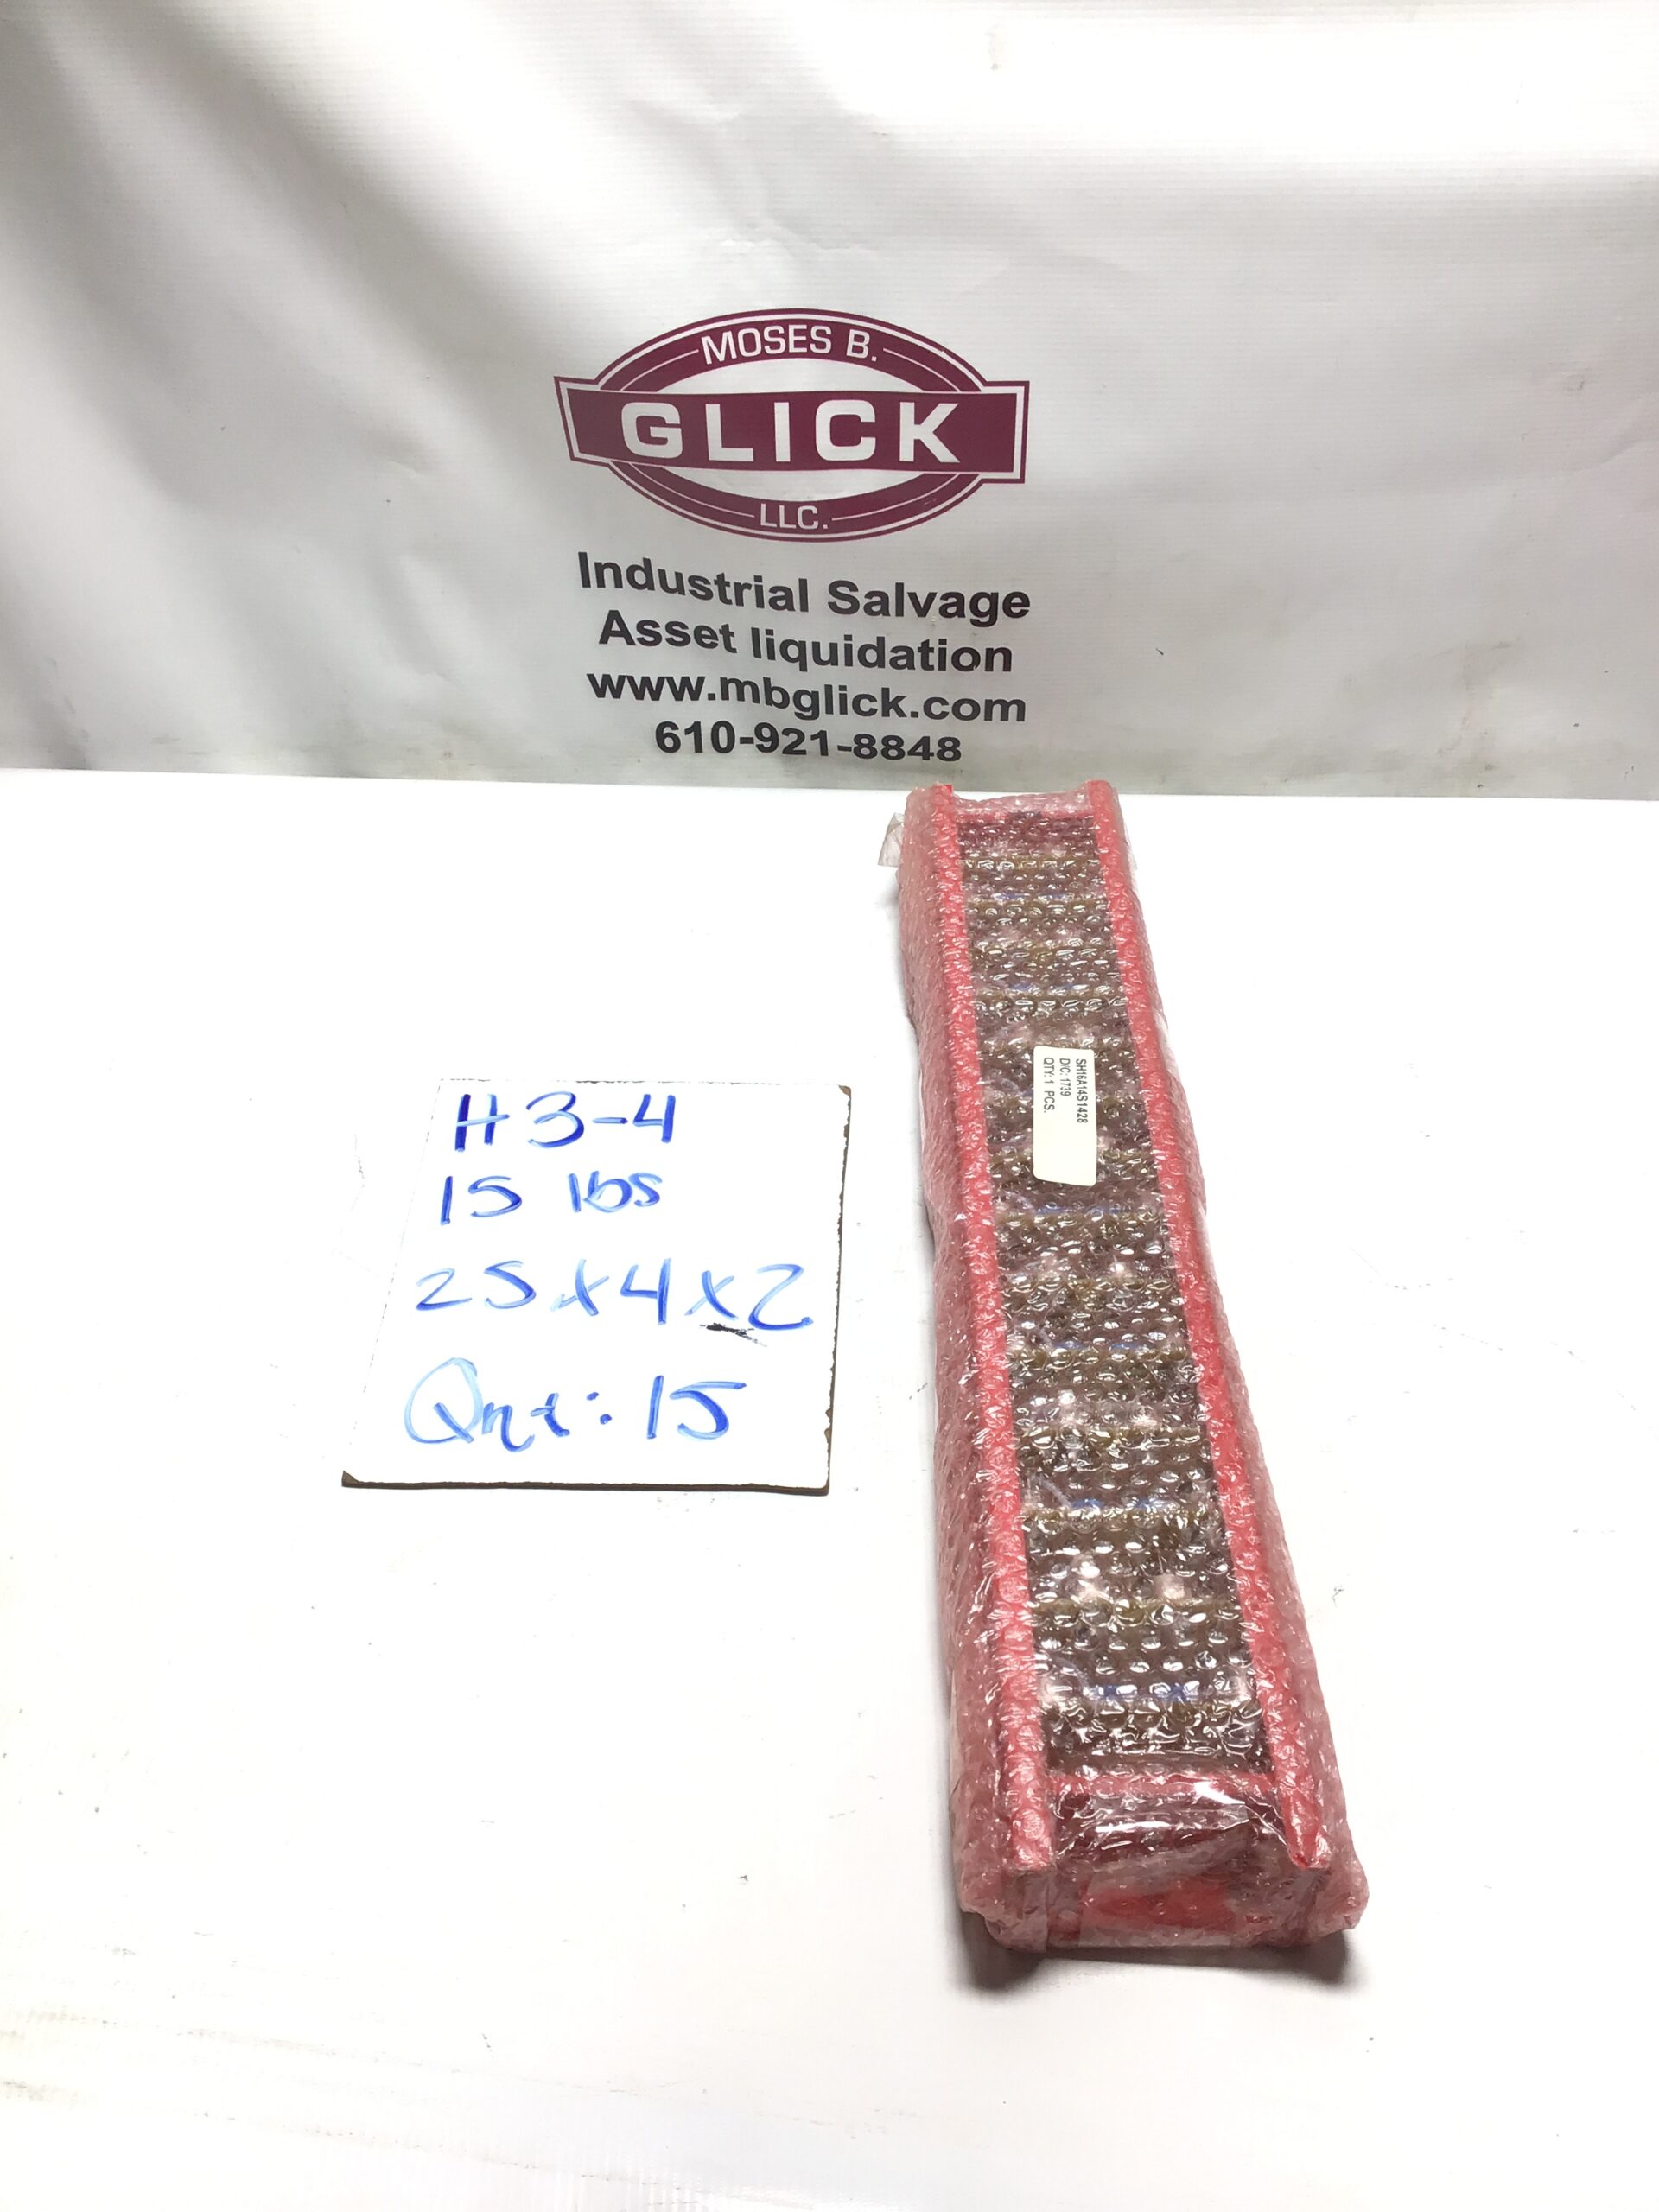 MOSES B.
GLICK
LLC.
Industrial Salvage
Asset liquidation
www.mbglick.com
610-921-8848
SH16A14S1428
D/C: 1739
QTY: 1 PCS.
H3-4
15 lbs
25x4x2
Qnt: 15